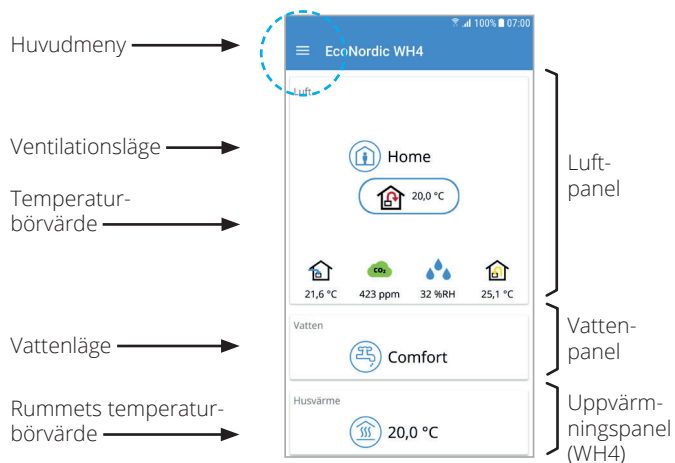 Huvudmeny
Ventilationsläge
Temperatur-
börvärde
Vattenläge
Rummets temperatur-
börvärde
100% 07:00
EcoNordic WH4
Luft
Home
20,0 °C
CO₂
21,6 °C 423 ppm 32 %RH 25,1 °C
Vatten
Comfort
Husvärme
20,0 °C
Luft-
panel
Vatten-
panel
Uppvärm-
ningspanel
(WH4)